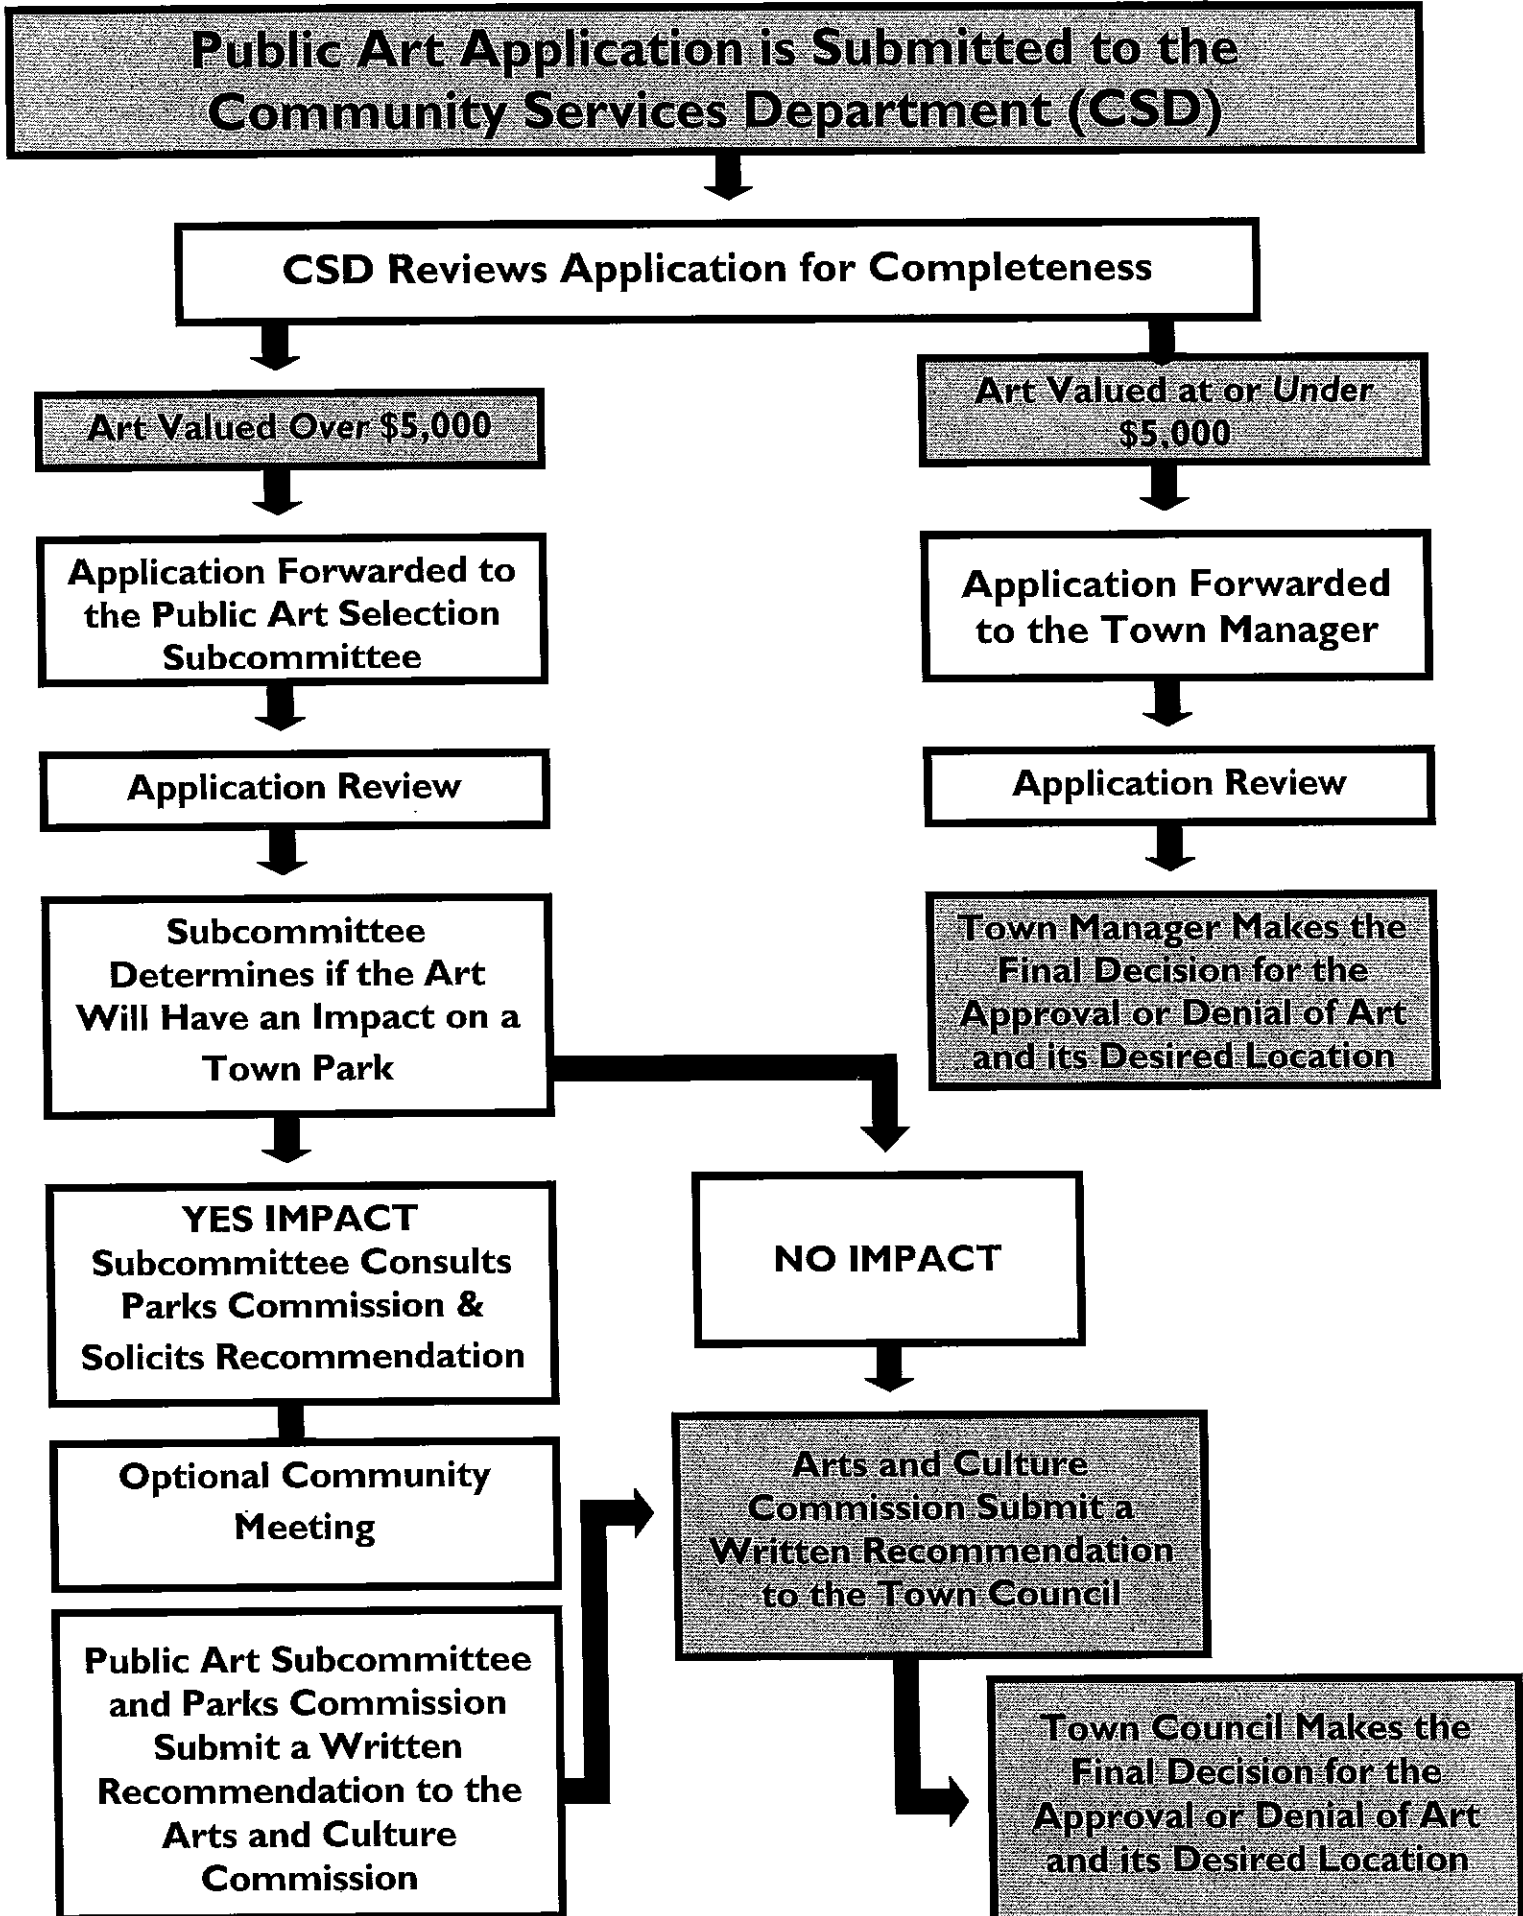 Public Art Application is Submitted to the
Community Services Department (CSD)
CSD Reviews Application for Completeness
Art Valued Over $5,000
Art Valued at or Under
$5,000
Application Forwarded to
the Public Art Selection
Subcommittee
Application Forwarded
to the Town Manager
Application Review
Application Review
Subcommittee
Determines if the Art
Will Have an Impact on a
Town Park
Town Manager Makes the
Final Decision for the
Approval or Denial of Art
and its Desired Location
YES IMPACT
Subcommittee Consults
Parks Commission &
Solicits Recommendation
NO IMPACT
Optional Community
Meeting
Arts and Culture
Commission Submit a
Written Recommendation
to the Town Council
Public Art Subcommittee
and Parks Commission
Submit a Written
Recommendation to the
Arts and Culture
Commission
Town Council Makes the
Final Decision for the
Approval or Denial of Art
and its Desired Location